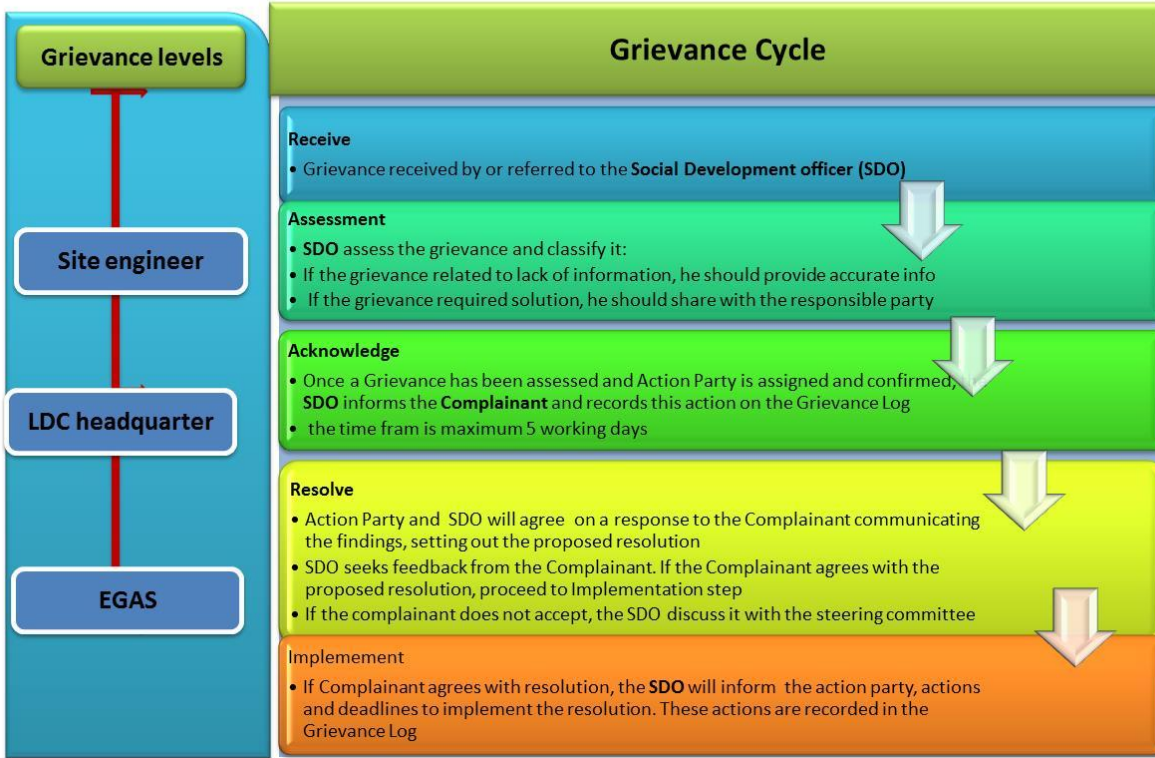 Grievance levels
Site engineer
LDC headquarter
EGAS
Grievance Cycle
Receive
• Grievance received by or referred to the Social Development officer (SDO)
Assessment
• SDO assess the grievance and classify it:
• If the grievance related to lack of information, he should provide accurate info
• If the grievance required solution, he should share with the responsible party
Acknowledge
• Once a Grievance has been assessed and Action Party is assigned and confirmed,
SDO informs the Complainant and records this action on the Grievance Log
• the time fram is maximum 5 working days
Resolve
• Action Party and SDO will agree on a response to the Complainant communicating
the findings, setting out the proposed resolution
• SDO seeks feedback from the Complainant. If the Complainant agrees with the
proposed resolution, proceed to Implementation step
• If the complainant does not accept, the SDO discuss it with the steering committee
Implemement
• If Complainant agrees with resolution, the SDO will inform the action party, actions
and deadlines to implement the resolution. These actions are recorded in the
Grievance Log